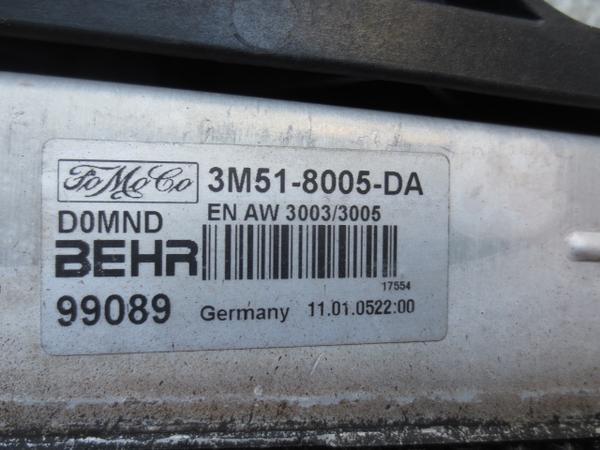 FoMoCo 3M51-8005-DA
D0MND EN AW 3003/3005
BEHR
17554
99089 Germany 11.01.0522:00